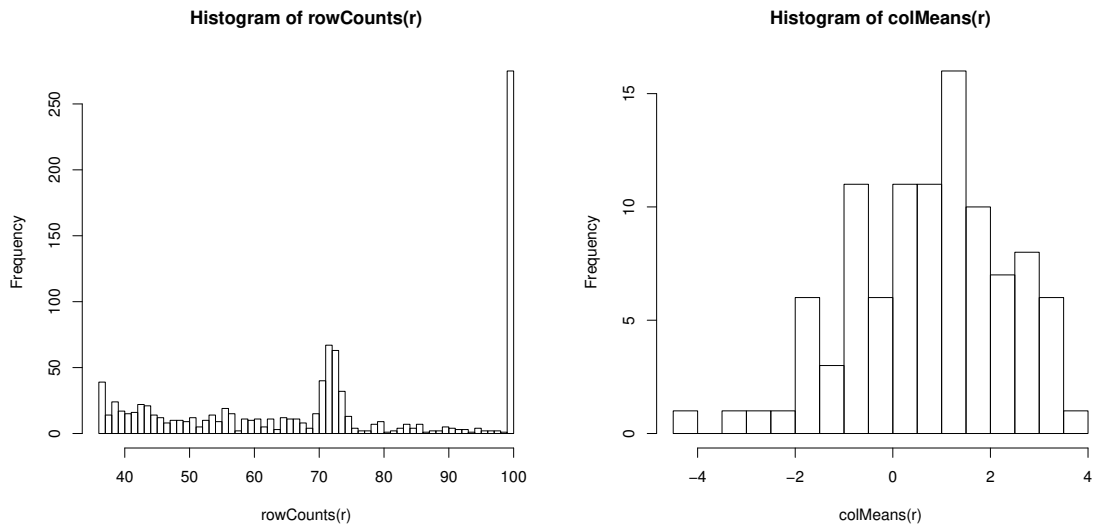 Histogram of rowCounts(r)
Frequency
250
200
150
100
50
0
40 50 60 70 80 90 100
rowCounts(r)
Histogram of colMeans(r)
Frequency
15
10
5
0
−4 −2 0 2 4
colMeans(r)